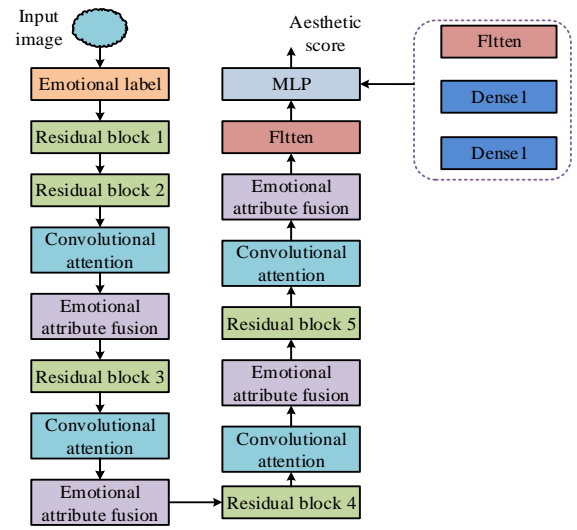 Input
image
Emotional label
Residual block 1
Residual block 2
Convolutional
attention
Emotional
attribute fusion
Residual block 3
Convolutional
attention
Emotional
attribute fusion
Residual block 4
Convolutional
attention
Emotional
attribute fusion
Residual block 5
Convolutional
attention
Emotional
attribute fusion
Fltten
MLP
Aesthetic
score
Fltten
Dense1
Dense1